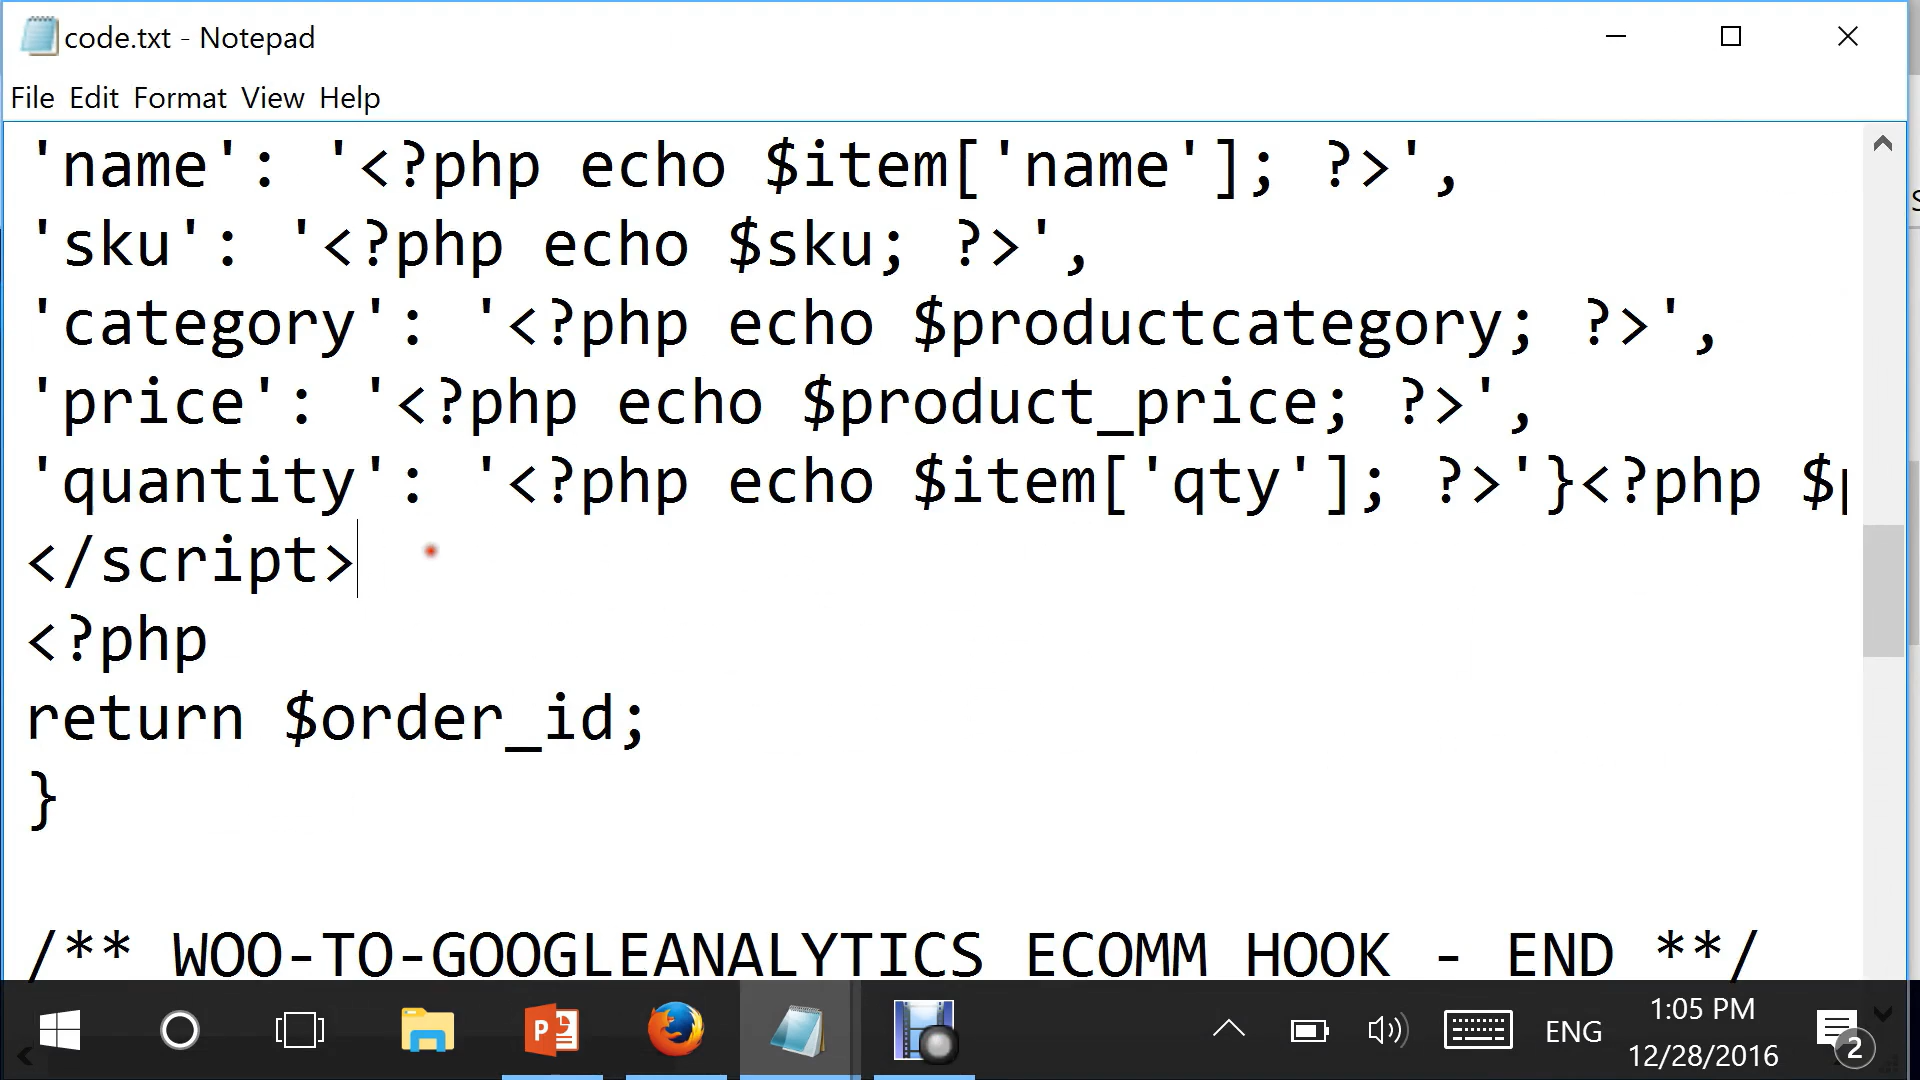 code.txt - Notepad
File Edit Format View Help
'name': '<?php echo $item['name']; ?>',
'sku': '<?php echo $sku; ?>',
'category': '<?php echo $productcategory; ?>',
'price': '<?php echo $product_price; ?>',
'quantity': '<?php echo $item['qty']; ?>'}<?php $p
</script>
<?php
return $order_id;
}
/** WOO-TO-GOOGLEANALYTICS ECOMM HOOK - END **/
ENG
1:05 PM
12/28/2016
2